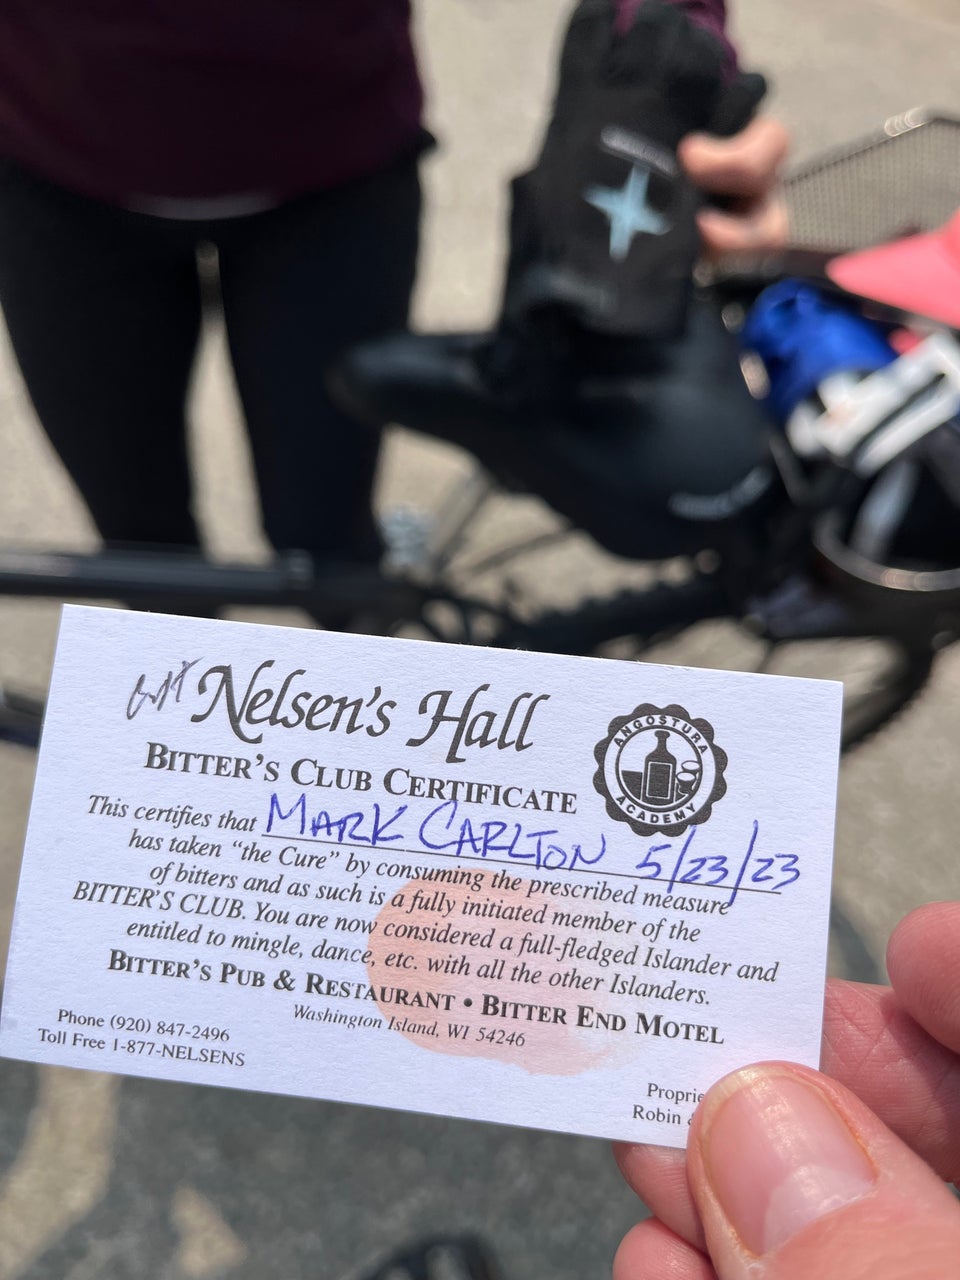 Nelsen's Hall
BITTER'S CLUB CERTIFICATE
ANGOSTURA
ACADEMY
This certifies that MARK CARLTON 5/23/23
has taken "the Cure" by consuming the prescribed measure
of bitters and as such is a fully initiated member of the
BITTER'S CLUB. You are now considered a full-fledged Islander and
entitled to mingle, dance, etc. with all the other Islanders.
BITTER'S PUB & RESTAURANT • BITTER END MOTEL
Washington Island, WI 54246
Phone (920) 847-2496
Toll Free 1-877-NELSENS
Proprie
Robin